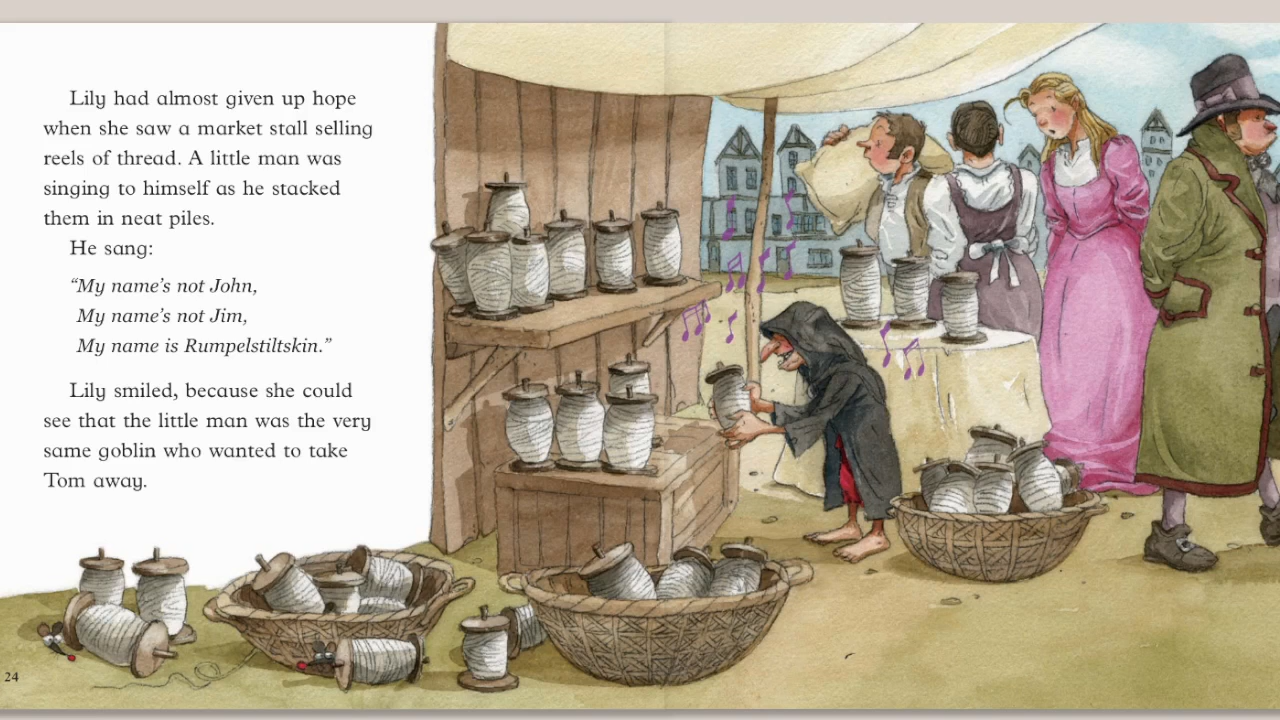 Lily had almost given up hope
when she saw a market stall selling
reels of thread. A little man was
singing to himself as he stacked
them in neat piles.
He sang:
“My name’s not John,
My name’s not Jim,
My name is Rumpelstiltskin.”
Lily smiled, because she could
see that the little man was the very
same goblin who wanted to take
Tom away.
24